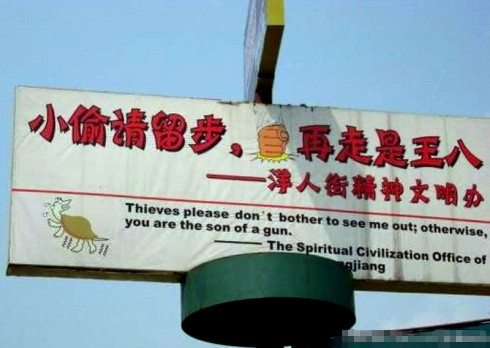 小偷请留步，再走是王八
——洋人街精神文明办
Thieves please don't bother to see me out; otherwise,
you are the son of a gun.
—— The Spiritual Civilization Office of